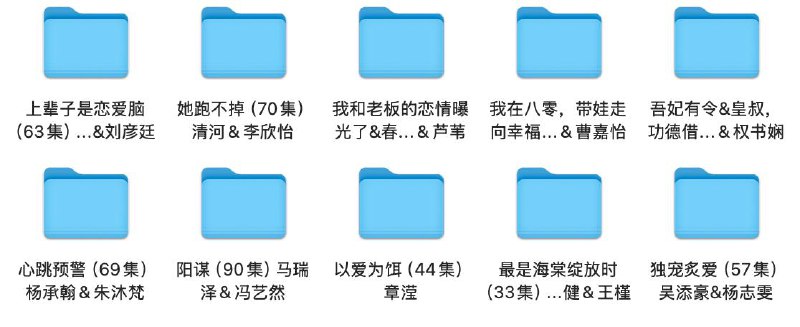 上辈子是恋爱脑
（63集）...&刘彦廷
她跑不掉（70集）
清河＆李欣怡
我和老板的恋情曝
光了&春...＆芦苇
我在八零，带娃走
向幸福...＆曹嘉怡
吾妃有令&皇叔，
功德借...＆权书娴
心跳预警（69集）
杨承翰＆朱沐梵
阳谋（90集）马瑞
泽＆冯艺然
以爱为饵（44集）
章滢
最是海棠绽放时
（33集）...健＆王槿
独宠炙爱（57集）
吴添豪&杨志雯